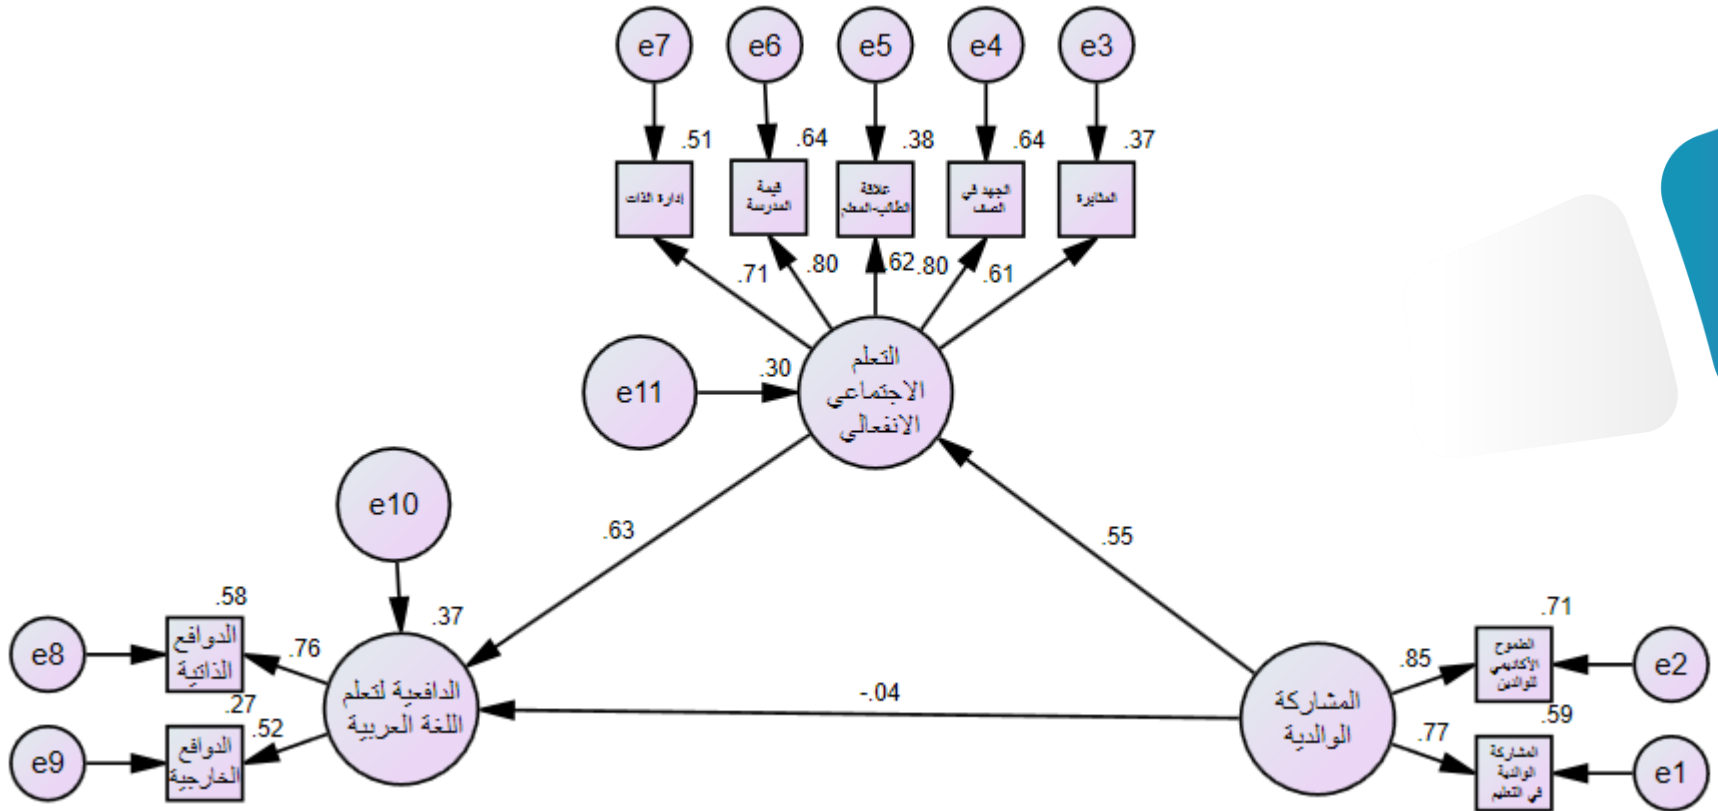 e7
e6
e5
e4
e3
.51
.64
.38
.64
.37
إدارة الذات
قيمة
المدرسة
علاقة
الطالب-المعلم
الجهد في
الصف
المثابرة
.71
.80
.62
.80
.61
e11
.30
التعلم
الاجتماعي
الانفعالي
e10
.63
.55
.37
e8
.58
الدوافع
الذاتية
.76
e9
.27
الدوافع
الخارجية
.52
الدافعية لتعلم
اللغة العربية
-.04
المشاركة
الوالدية
.85
.71
الطموح
الأكاديمي
للوالدين
e2
.77
.59
المشاركة
الوالدية
في التعليم
e1